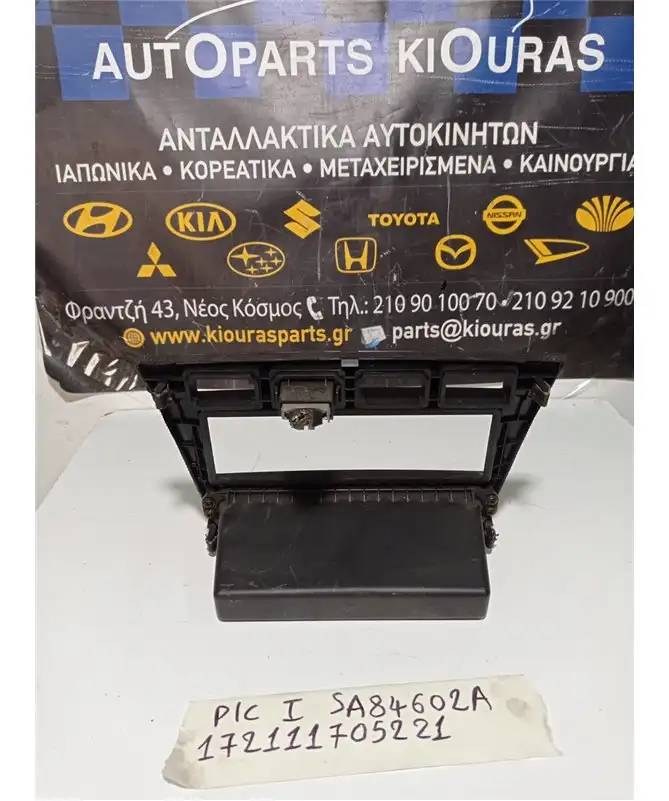 AUTOPARTS KIOURAS
ΑΝΤΑΛΛΑΚΤΙΚΑ ΑΥΤΟΚΙΝΗΤΩΝ
ΙΑΠΩΝΙΚΑ • ΚΟΡΕΑΤΙΚΑ • ΜΕΤΑΧΕΙΡΙΣΜΕΝΑ • ΚΑΙΝΟΥΡΓΙΑ
KIA TOYOTA NISSAN
Φραντζή 43, Νέος Κόσμος Τηλ.: 210 90 100 70 • 210 92 10 900
www.kiourasparts.gr parts@kiouras.gr
PIC I SA84602A
172111705221